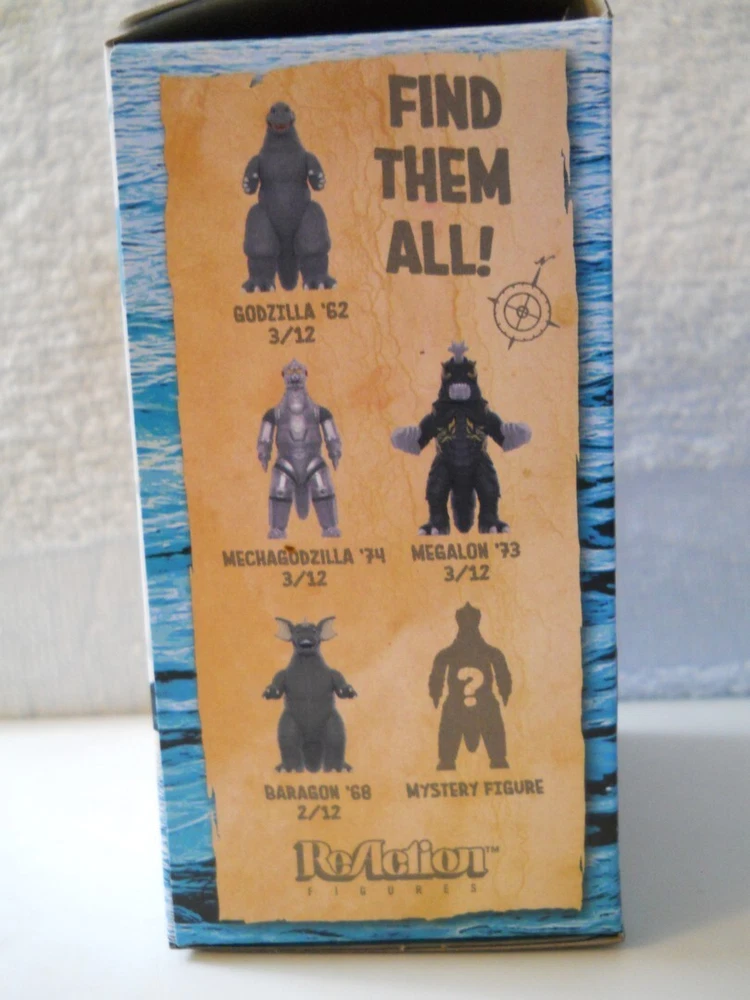 FIND
THEM
ALL!
GODZILLA '62
3/12
MECHAGODZILLA '74
3/12
MEGALON '73
3/12
BARAGON '68
2/12
?
MYSTERY FIGURE
ReAction™
FIGURES